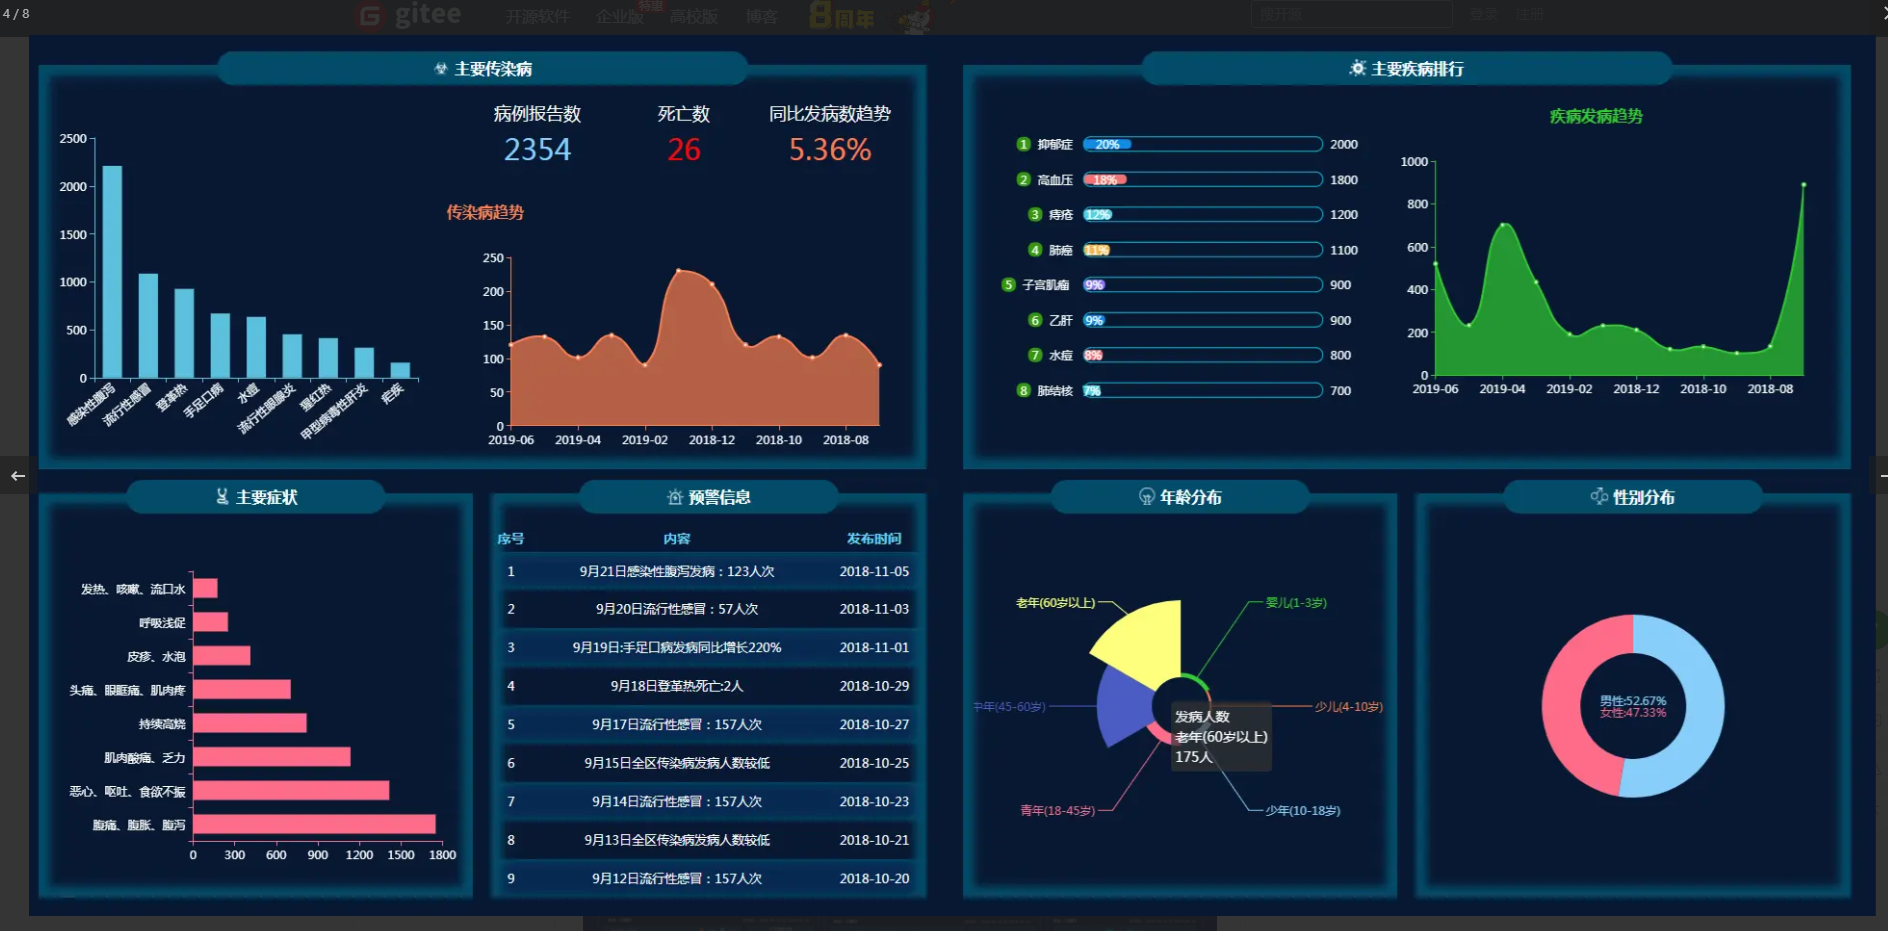 4 / 8
gitee
开源软件
企业版
特惠
高校版
博客
8周年
搜开源
登录
注册
主要传染病
病例报告数
2354
死亡数
26
同比发病数趋势
5.36%
2500
2000
1500
1000
500
0
感染性腹泻
流行性感冒
登革热
手足口病
水痘
流行性眼腺炎
猩红热
甲型病毒性肝炎
疟疾
传染病趋势
250
200
150
100
50
0
2019-06 2019-04 2019-02 2018-12 2018-10 2018-08
主要疾病排行
1 抑郁症 20% 2000
2 高血压 18% 1800
3 痔疮 12% 1200
4 肺癌 11% 1100
5 子宫肌瘤 9% 900
6 乙肝 9% 900
7 水痘 8% 800
8 肺结核 7% 700
疾病发病趋势
1000
800
600
400
200
0
2019-06 2019-04 2019-02 2018-12 2018-10 2018-08
主要症状
发热、咳嗽、流口水
呼吸浅促
皮疹、水泡
头痛、眼眶痛、肌肉疼
持续高烧
肌肉酸痛、乏力
恶心、呕吐、食欲不振
腹痛、腹胀、腹泻
0 300 600 900 1200 1500 1800
预警信息
序号 内容 发布时间
1 9月21日感染性腹泻发病：123人次 2018-11-05
2 9月20日流行性感冒：57人次 2018-11-03
3 9月19日:手足口病发病同比增长220% 2018-11-01
4 9月18日登革热死亡:2人 2018-10-29
5 9月17日流行性感冒：157人次 2018-10-27
6 9月15日全区传染病发病人数较低 2018-10-25
7 9月14日流行性感冒：157人次 2018-10-23
8 9月13日全区传染病发病人数较低 2018-10-21
9 9月12日流行性感冒：157人次 2018-10-20
年龄分布
老年(60岁以上)
婴儿(1-3岁)
中年(45-60岁)
少儿(4-10岁)
发病人数
老年(60岁以上)
175人
青年(18-45岁)
少年(10-18岁)
性别分布
男性:52.67%
女性:47.33%